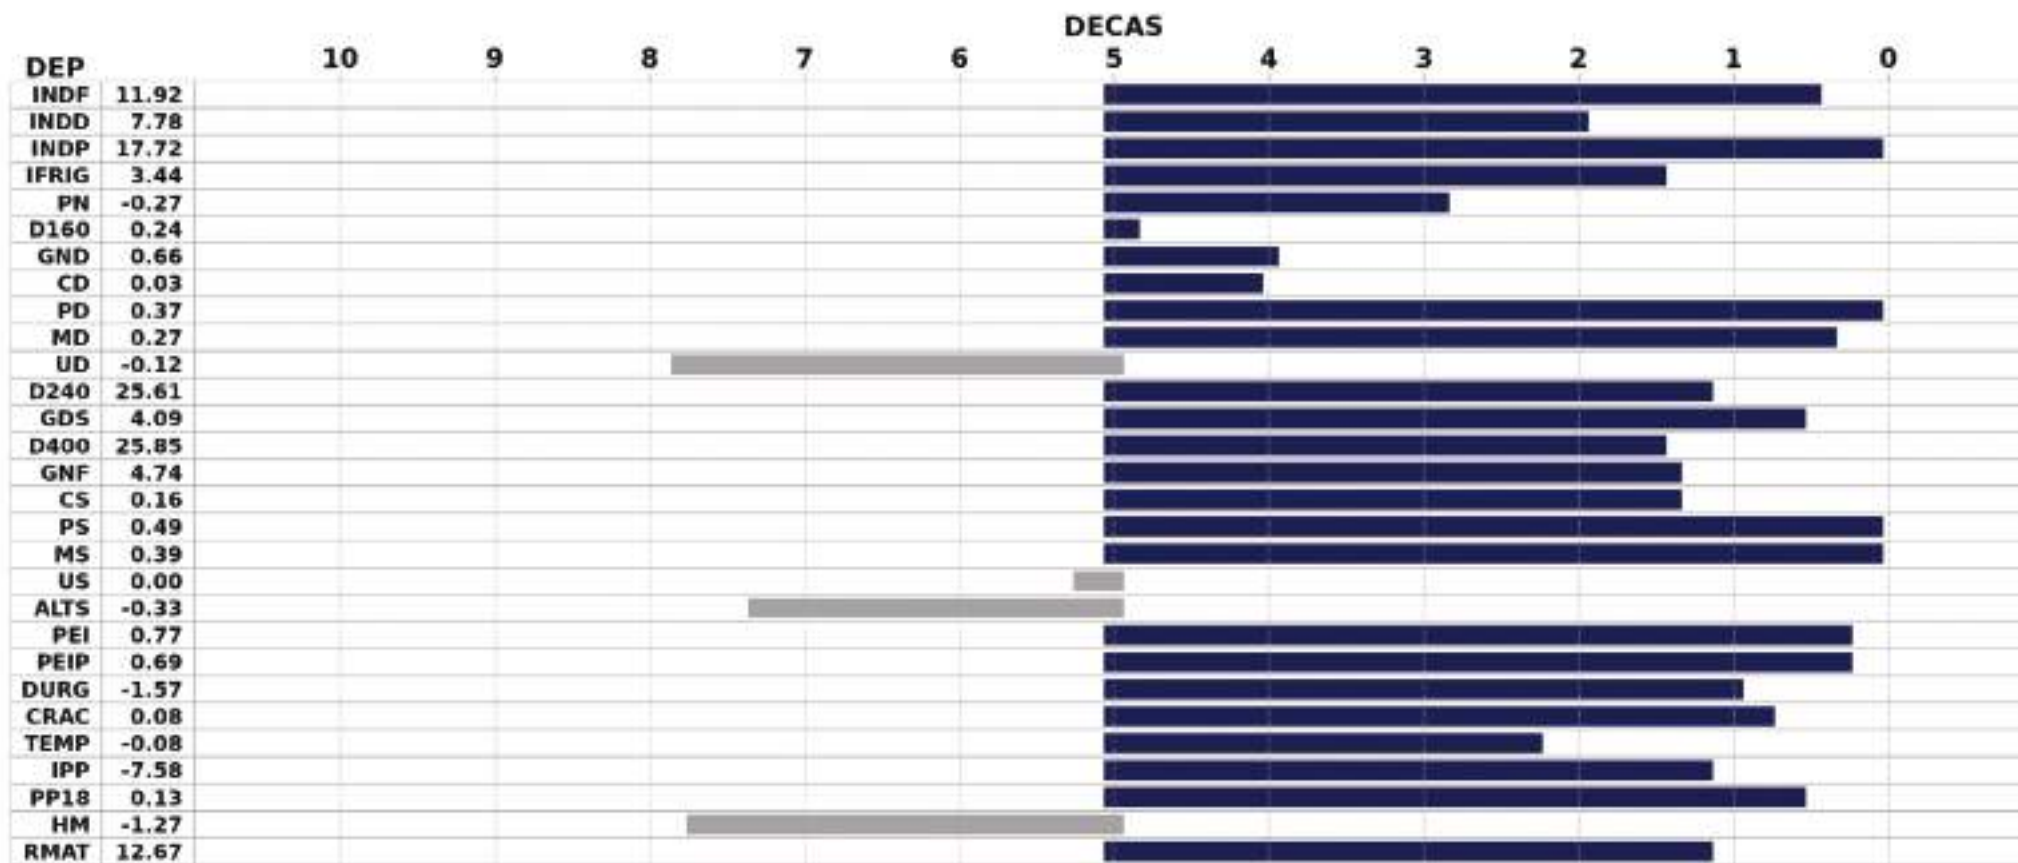 DECAS
DEP 10 9 8 7 6 5 4 3 2 1 0
INDF 11.92
INDD 7.78
INDP 17.72
IFRIG 3.44
PN -0.27
D160 0.24
GND 0.66
CD 0.03
PD 0.37
MD 0.27
UD -0.12
D240 25.61
GDS 4.09
D400 25.85
GNF 4.74
CS 0.16
PS 0.49
MS 0.39
US 0.00
ALTS -0.33
PEI 0.77
PEIP 0.69
DURG -1.57
CRAC 0.08
TEMP -0.08
IPP -7.58
PP18 0.13
HM -1.27
RMAT 12.67